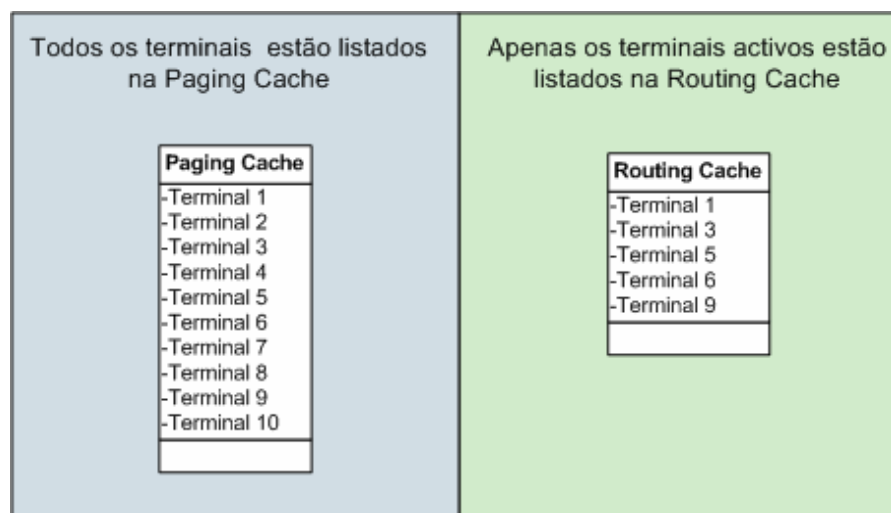 Todos os terminais estão listados
na Paging Cache
Paging Cache
-Terminal 1
-Terminal 2
-Terminal 3
-Terminal 4
-Terminal 5
-Terminal 6
-Terminal 7
-Terminal 8
-Terminal 9
-Terminal 10
Apenas os terminais activos estão
listados na Routing Cache
Routing Cache
-Terminal 1
-Terminal 3
-Terminal 5
-Terminal 6
-Terminal 9